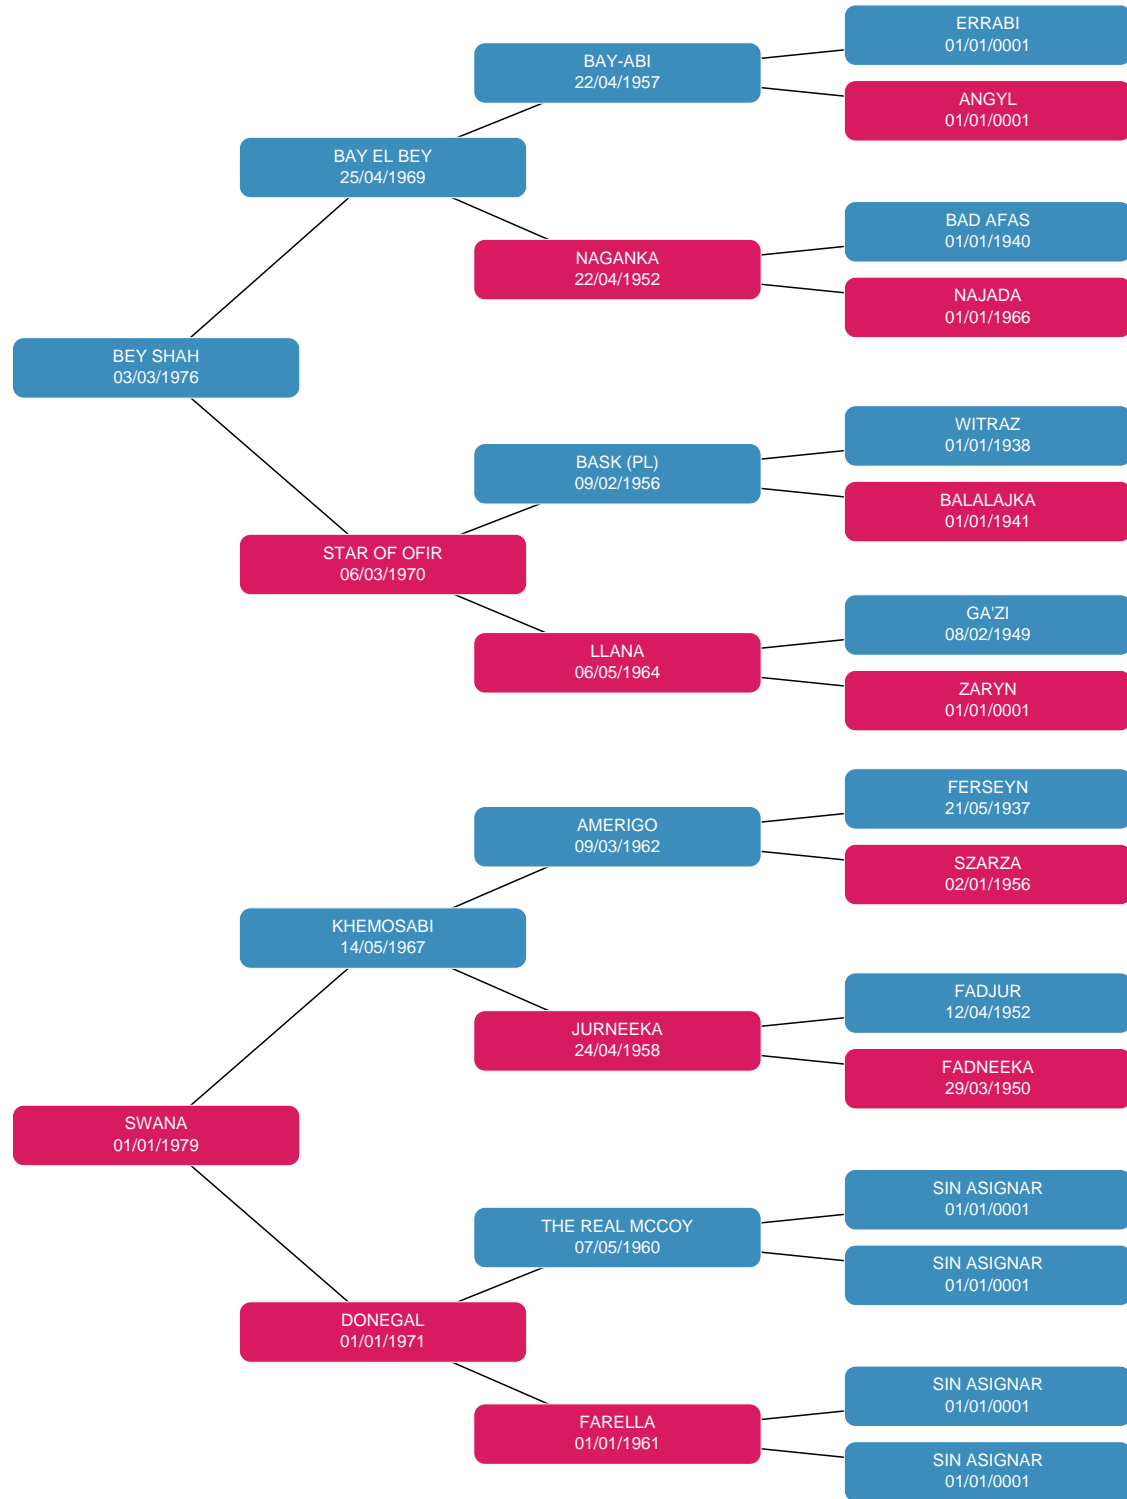 ERRABI
01/01/0001
BAY-ABI
22/04/1957
ANGYL
01/01/0001
BAY EL BEY
25/04/1969
BAD AFAS
01/01/1940
NAGANKA
22/04/1952
NAJADA
01/01/1966
BEY SHAH
03/03/1976
WITRAZ
01/01/1938
BASK (PL)
09/02/1956
BALALAJKA
01/01/1941
STAR OF OFIR
06/03/1970
GA'ZI
08/02/1949
LLANA
06/05/1964
ZARYN
01/01/0001
FERSEYN
21/05/1937
AMERIGO
09/03/1962
SZARZA
02/01/1956
KHEMOSABI
14/05/1967
FADJUR
12/04/1952
JURNEEKA
24/04/1958
FADNEEKA
29/03/1950
SWANA
01/01/1979
SIN ASIGNAR
01/01/0001
THE REAL MCCOY
07/05/1960
SIN ASIGNAR
01/01/0001
DONEGAL
01/01/1971
SIN ASIGNAR
01/01/0001
FARELLA
01/01/1961
SIN ASIGNAR
01/01/0001